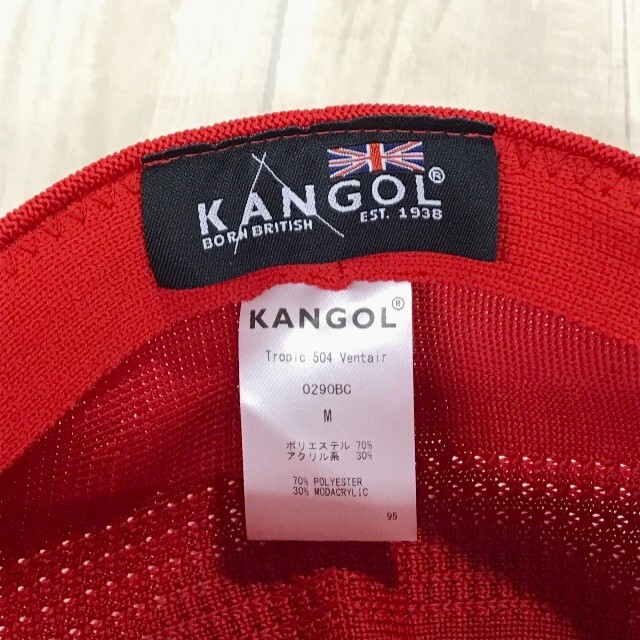 KANGOL®
BORN BRITISH EST. 1938
KANGOL®
Tropic 504 Ventair
0290BC
M
ポリエステル 70%
アクリル系 30%
70% POLYESTER
30% MODACRYLIC
95